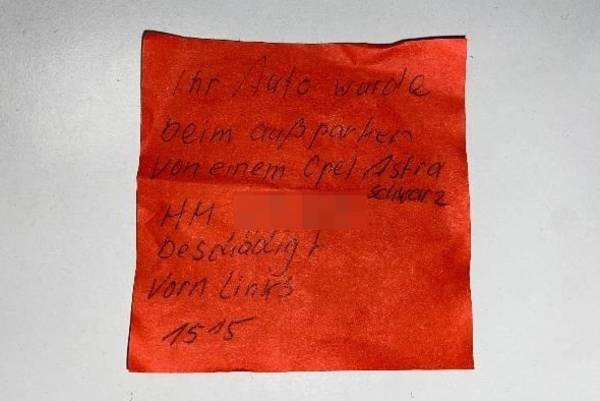 Ihr Auto wurde
beim außparken
von einem Opel Astra
schwarz
HM
beschädigt
vorn links
15 15